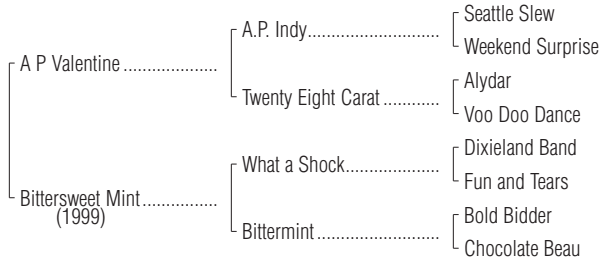 Seattle Slew
A.P. Indy
Weekend Surprise
A P Valentine
Alydar
Twenty Eight Carat
Voo Doo Dance
Dixieland Band
What a Shock
Fun and Tears
Bittersweet Mint
(1999)
Bold Bidder
Bittermint
Chocolate Beau